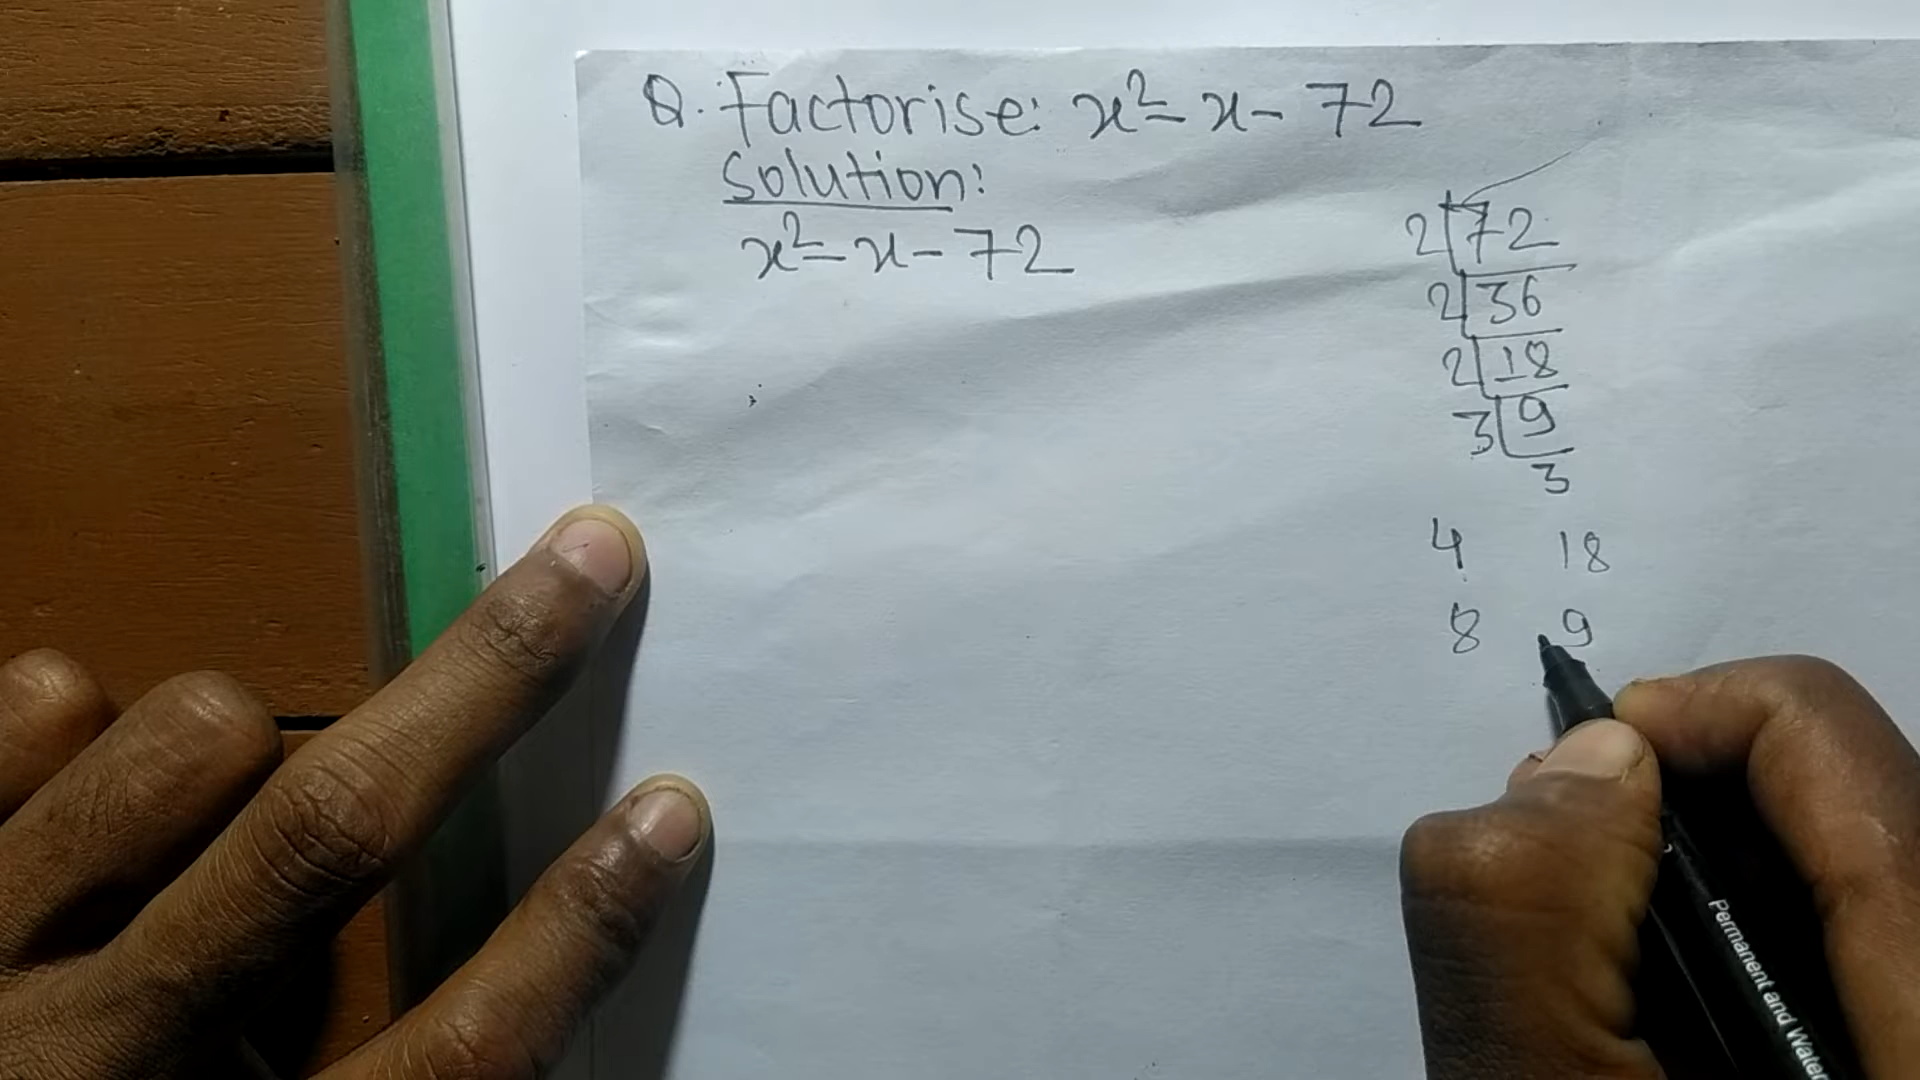 Q. Factorise: x² - x - 72
Solution:
x² - x - 72
2 72
2 36
2 18
3 9
3
4 18
8 9
Permanent and Water